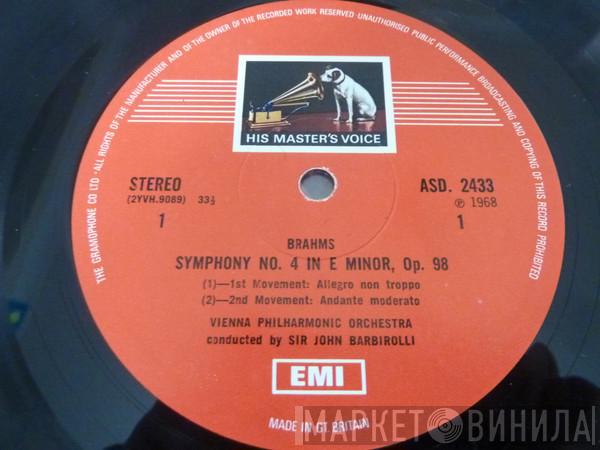 THE GRAMOPHONE CO LTD · ALL RIGHTS OF THE MANUFACTURER AND OF THE OWNER OF THE RECORDED WORK RESERVED UNAUTHORISED PUBLIC PERFORMANCE BROADCASTING AND COPYING OF THIS RECORD PROHIBITED
HIS MASTER'S VOICE
STEREO
ASD. 2433
(2YVH.9089) 33⅓
℗ 1968
1
1
BRAHMS
SYMPHONY NO. 4 IN E MINOR, Op. 98
(1)—1st Movement: Allegro non troppo
(2)—2nd Movement: Andante moderato
VIENNA PHILHARMONIC ORCHESTRA
conducted by SIR JOHN BARBIROLLI
EMI
MADE IN GT. BRITAIN
МАРКЕТ ВИНИЛА